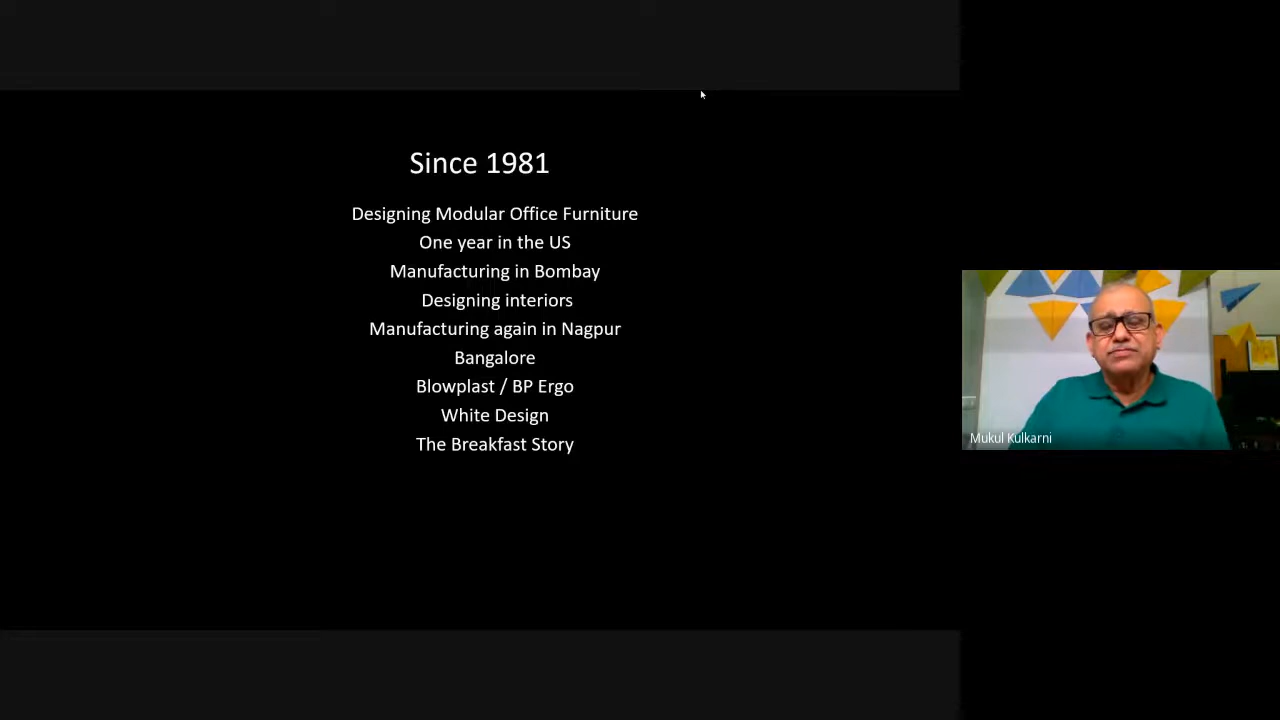 Since 1981
Designing Modular Office Furniture
One year in the US
Manufacturing in Bombay
Designing interiors
Manufacturing again in Nagpur
Bangalore
Blowplast / BP Ergo
White Design
The Breakfast Story
Mukul Kulkarni